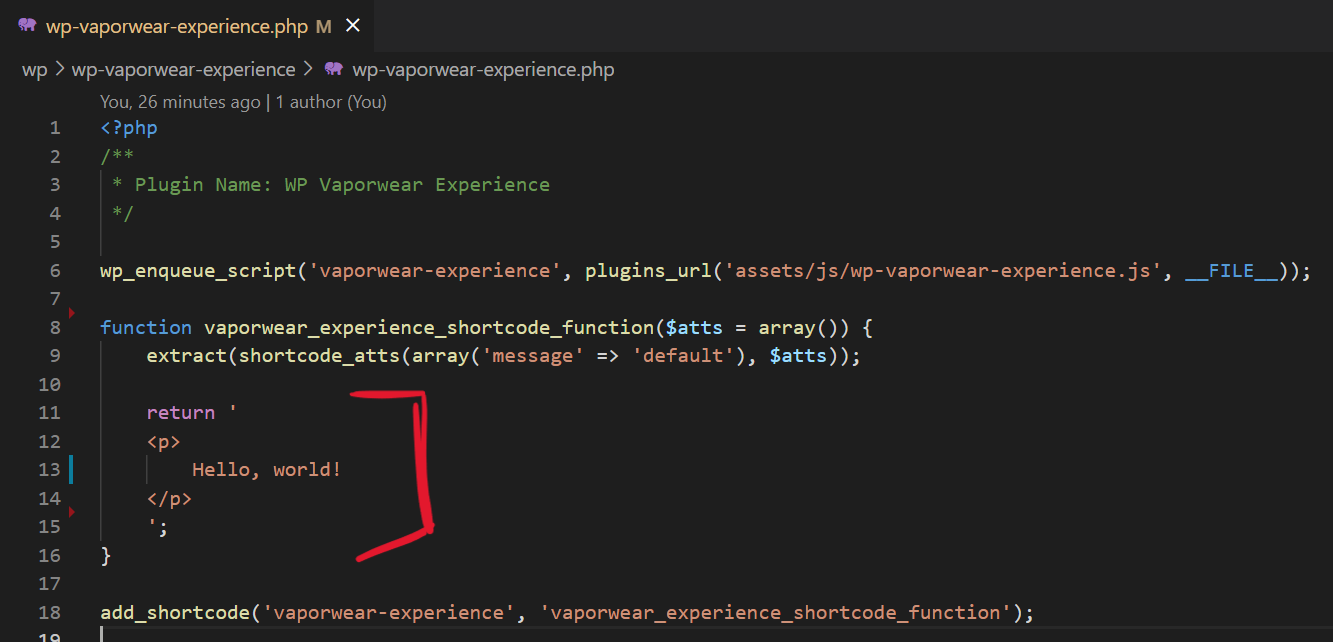 wp-vaporwear-experience.php M
wp > wp-vaporwear-experience > wp-vaporwear-experience.php
You, 26 minutes ago | 1 author (You)
1 <?php
2 /**
3  * Plugin Name: WP Vaporwear Experience
4  */
5
6 wp_enqueue_script('vaporwear-experience', plugins_url('assets/js/wp-vaporwear-experience.js', __FILE__));
7
8 function vaporwear_experience_shortcode_function($atts = array()) {
9     extract(shortcode_atts(array('message' => 'default'), $atts));
10
11     return '
12     <p>
13         Hello, world!
14     </p>
15     ';
16 }
17
18 add_shortcode('vaporwear-experience', 'vaporwear_experience_shortcode_function');
19